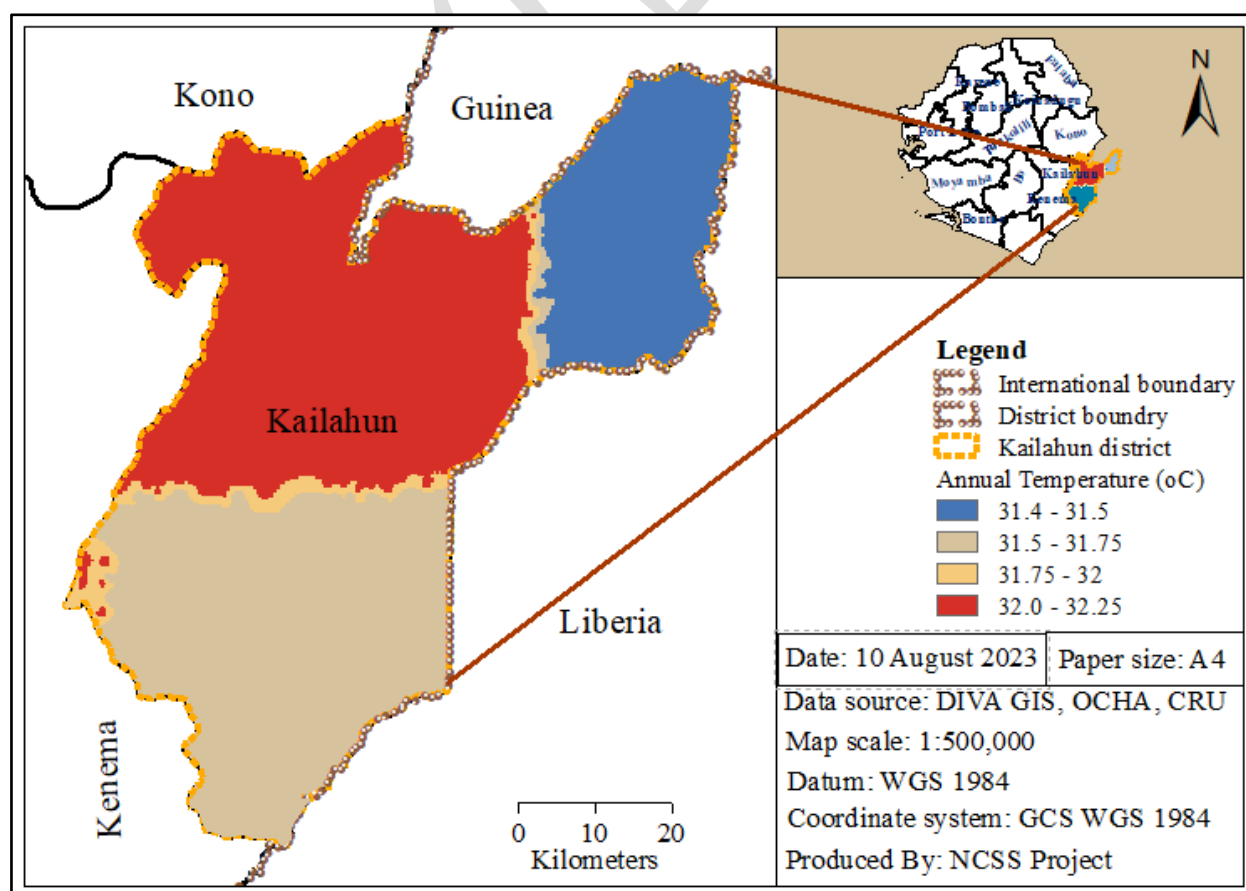 Kono
Guinea
Kailahun
Liberia
Kenema
0 10 20
Kilometers
N
Kono
Kailahun
Moyamba
Kenema
Legend
International boundary
District boundry
Kailahun district
Annual Temperature (oC)
31.4 - 31.5
31.5 - 31.75
31.75 - 32
32.0 - 32.25
Date: 10 August 2023
Paper size: A4
Data source: DIVA GIS, OCHA, CRU
Map scale: 1:500,000
Datum: WGS 1984
Coordinate system: GCS WGS 1984
Produced By: NCSS Project